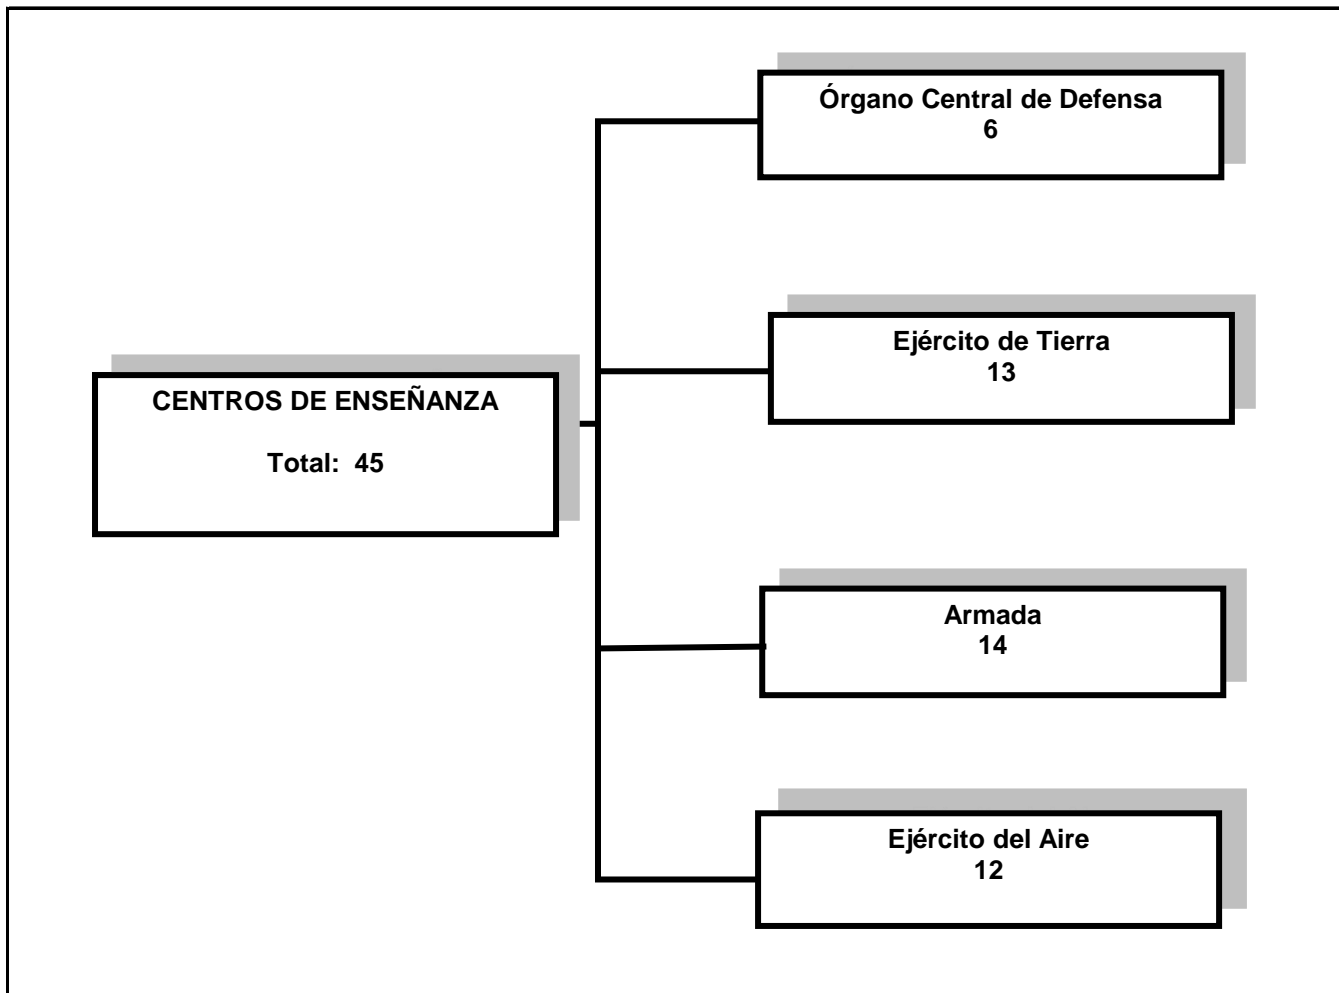 Órgano Central de Defensa
6
Ejército de Tierra
13
CENTROS DE ENSEÑANZA
Total: 45
Armada
14
Ejército del Aire
12